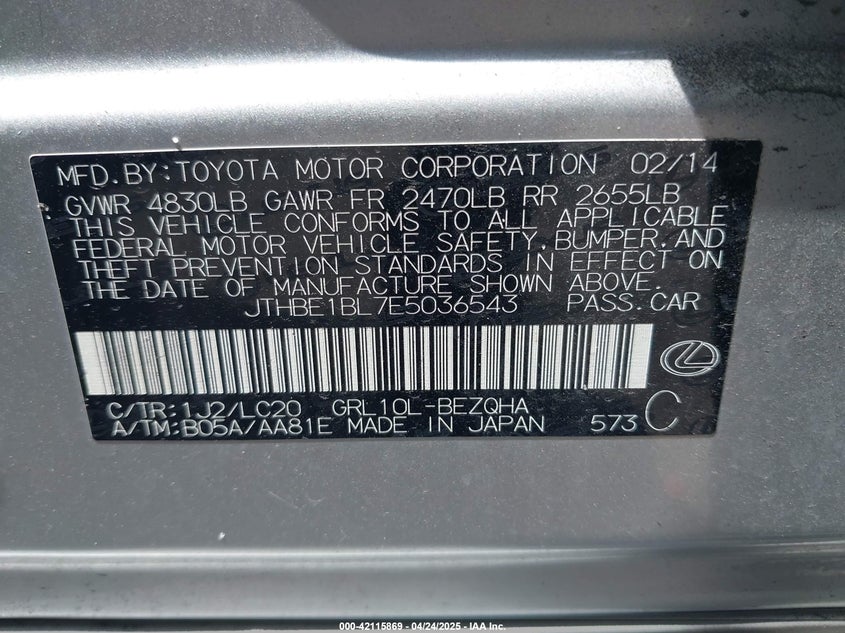 MFD.BY:TOYOTA MOTOR CORPORATION 02/14
GVWR 4830LB GAWR FR 2470LB RR 2655LB
THIS VEHICLE CONFORMS TO ALL APPLICABLE
FEDERAL MOTOR VEHICLE SAFETY,BUMPER,AND
THEFT PREVENTION STANDARDS IN EFFECT ON
THE DATE OF MANUFACTURE SHOWN ABOVE.
JTHBE1BL7E5036543 PASS.CAR
C/TR:1J2/LC20 GRL10L-BEZQHA
A/TM:B05A/AA81E MADE IN JAPAN 573 C
000-42115869 - 04/24/2025 - IAA Inc.